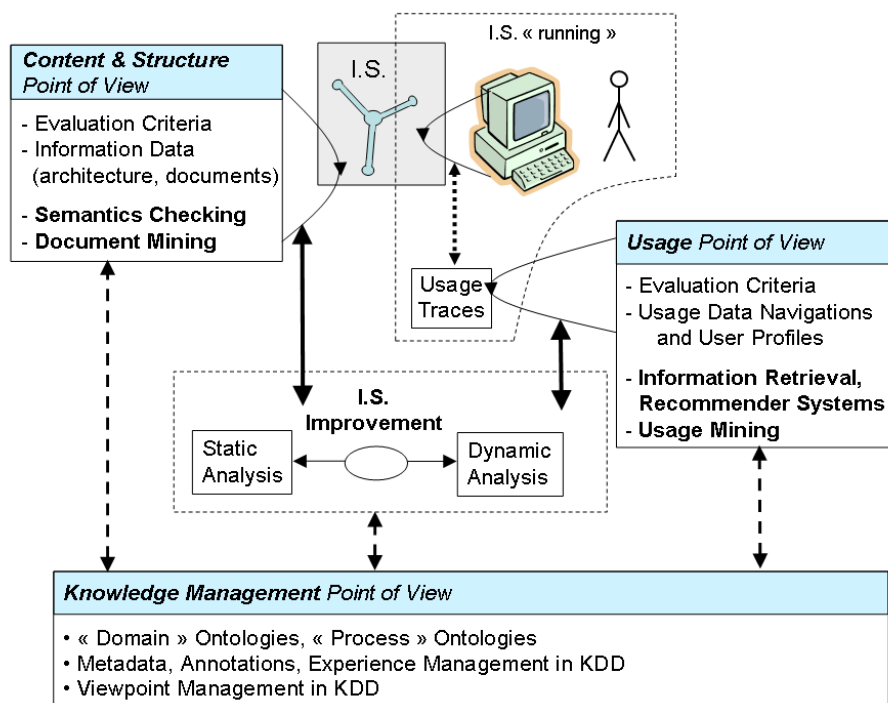 Content & Structure
Point of View
- Evaluation Criteria
- Information Data
(architecture, documents)
- Semantics Checking
- Document Mining
I.S.
I.S. « running »
Usage
Traces
Usage Point of View
- Evaluation Criteria
- Usage Data Navigations
and User Profiles
- Information Retrieval,
Recommender Systems
- Usage Mining
I.S.
Improvement
Static
Analysis
Dynamic
Analysis
Knowledge Management Point of View
• « Domain » Ontologies, « Process » Ontologies
• Metadata, Annotations, Experience Management in KDD
• Viewpoint Management in KDD